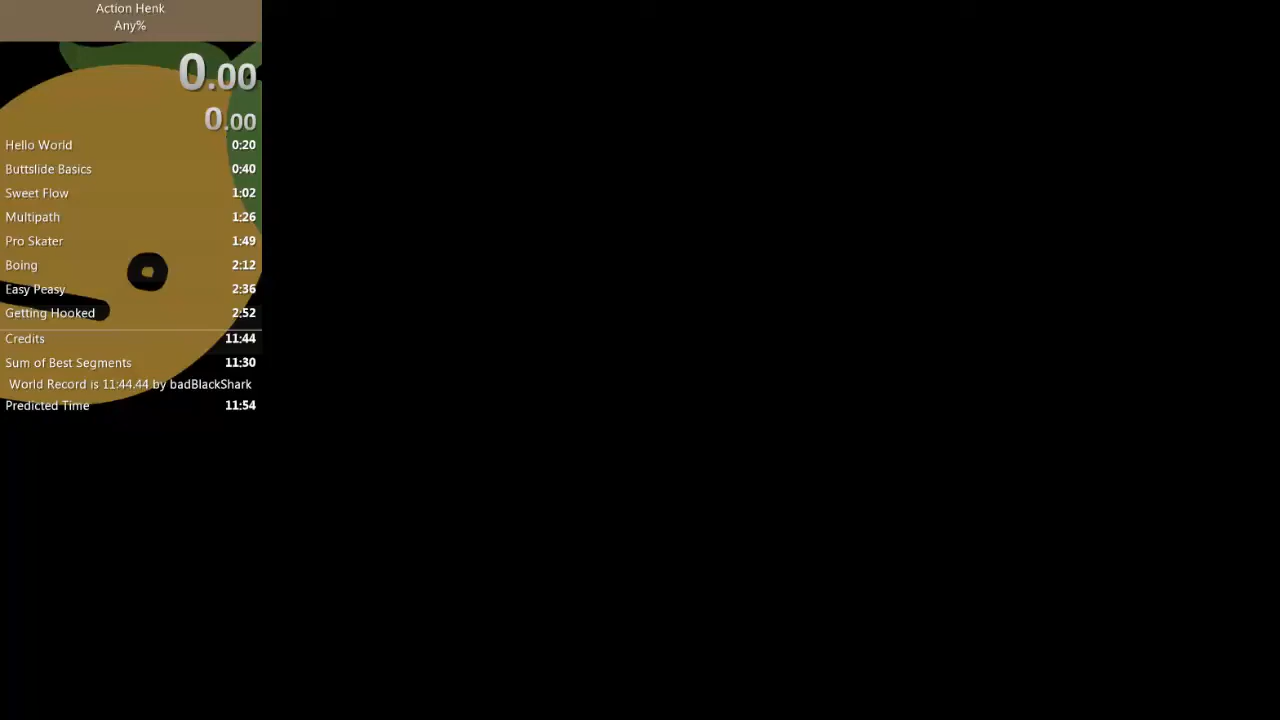 Action Henk
Any%
0.00
0.00
Hello World 0:20
Buttslide Basics 0:40
Sweet Flow 1:02
Multipath 1:26
Pro Skater 1:49
Boing 2:12
Easy Peasy 2:36
Getting Hooked 2:52
Credits 11:44
Sum of Best Segments 11:30
World Record is 11:44.44 by badBlackShark
Predicted Time 11:54